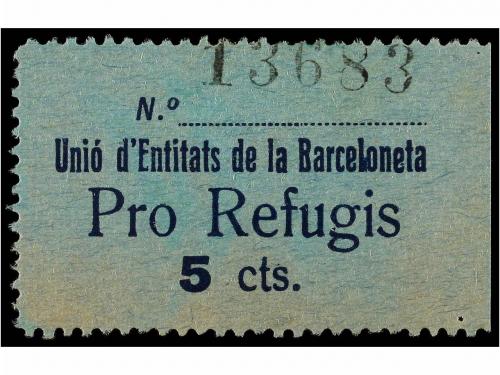 13683
N.º
Unió d'Entitats de la Barceloneta
Pro Refugis
5 cts.